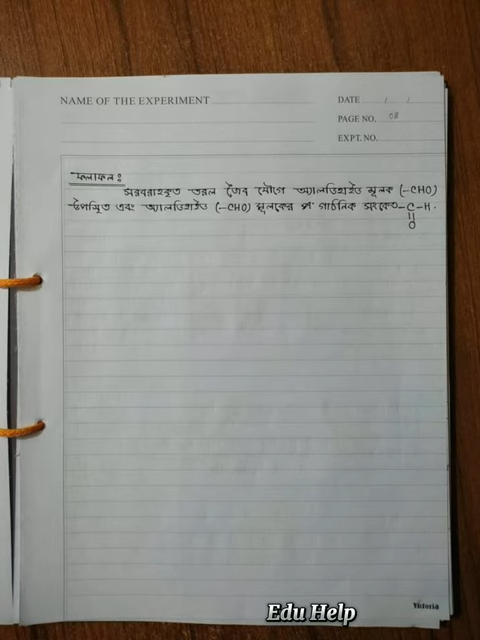 NAME OF THE EXPERIMENT
DATE / /
PAGE NO. 08
EXPT. NO.
ফলাফল :
সরবরাহকৃত তরল জৈব যৌগে অ্যালডিহাইড মূলক (-CHO)
উপস্থিত এবং অ্যালডিহাইড (-CHO) মূলকের গাঠনিক সংকেত -C-H.
||
O
Victoria
Edu Help